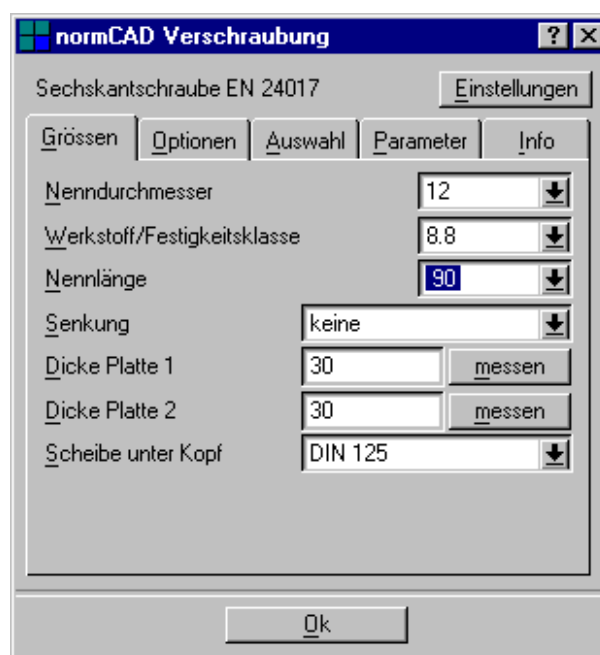 normCAD Verschraubung
Sechskantschraube EN 24017 Einstellungen
Grössen Optionen Auswahl Parameter Info
Nenndurchmesser 12
Werkstoff/Festigkeitsklasse 8.8
Nennlänge 90
Senkung keine
Dicke Platte 1 30 messen
Dicke Platte 2 30 messen
Scheibe unter Kopf DIN 125
Ok